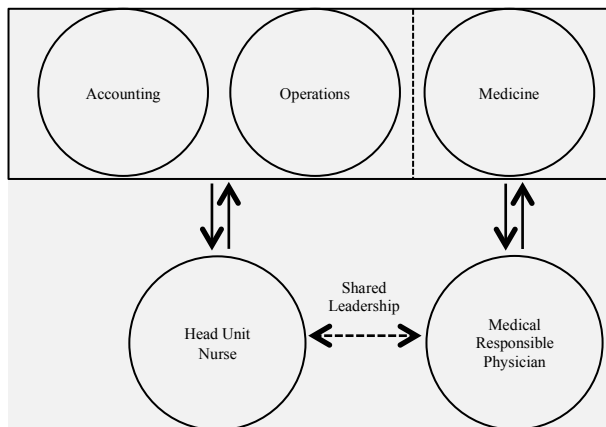 Accounting
Operations
Medicine
Shared
Leadership
Head Unit
Nurse
Medical
Responsible
Physician